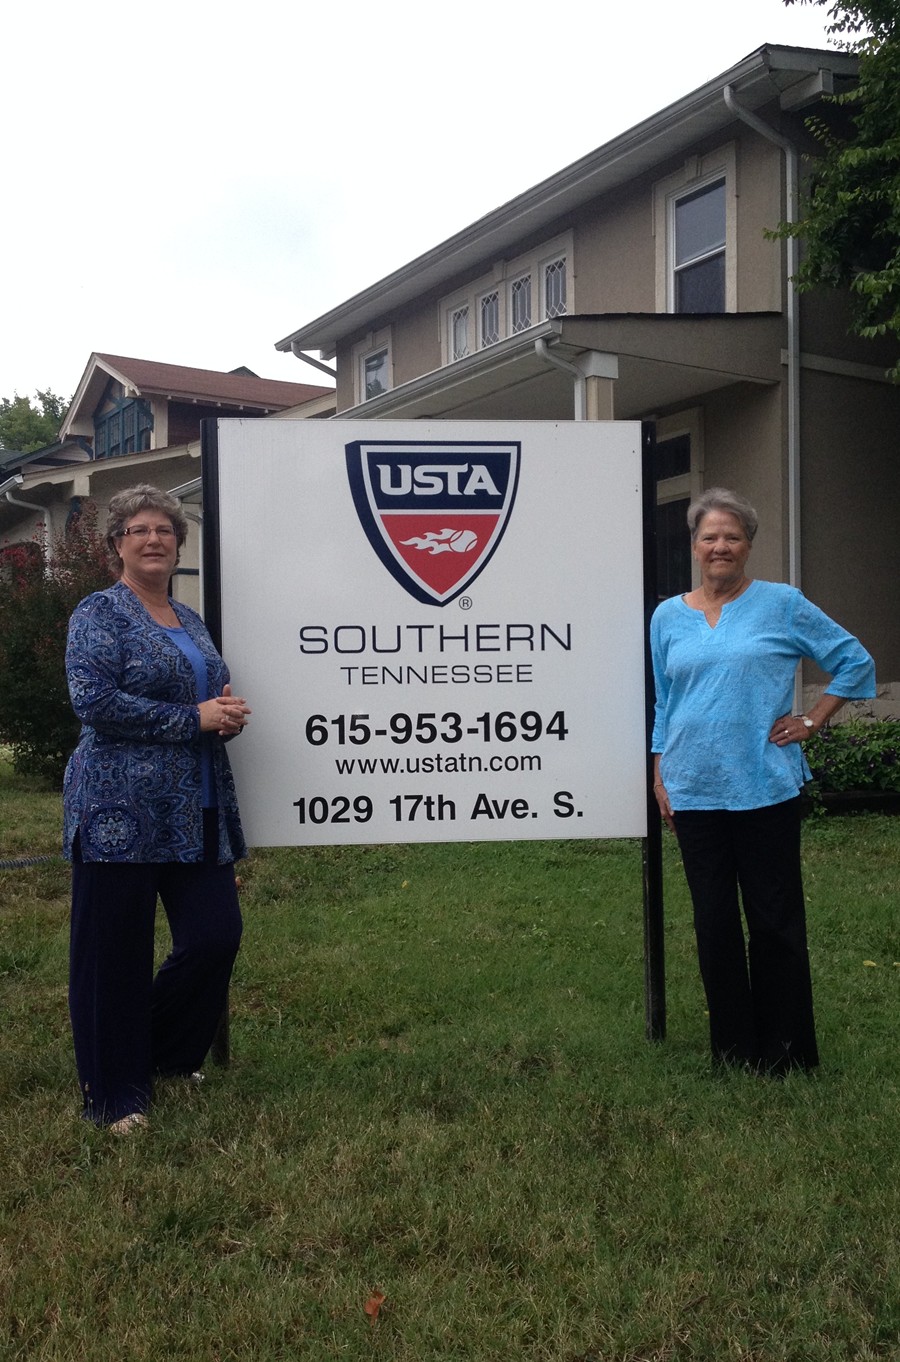 USTA
®
SOUTHERN
TENNESSEE
615-953-1694
www.ustatn.com
1029 17th Ave. S.